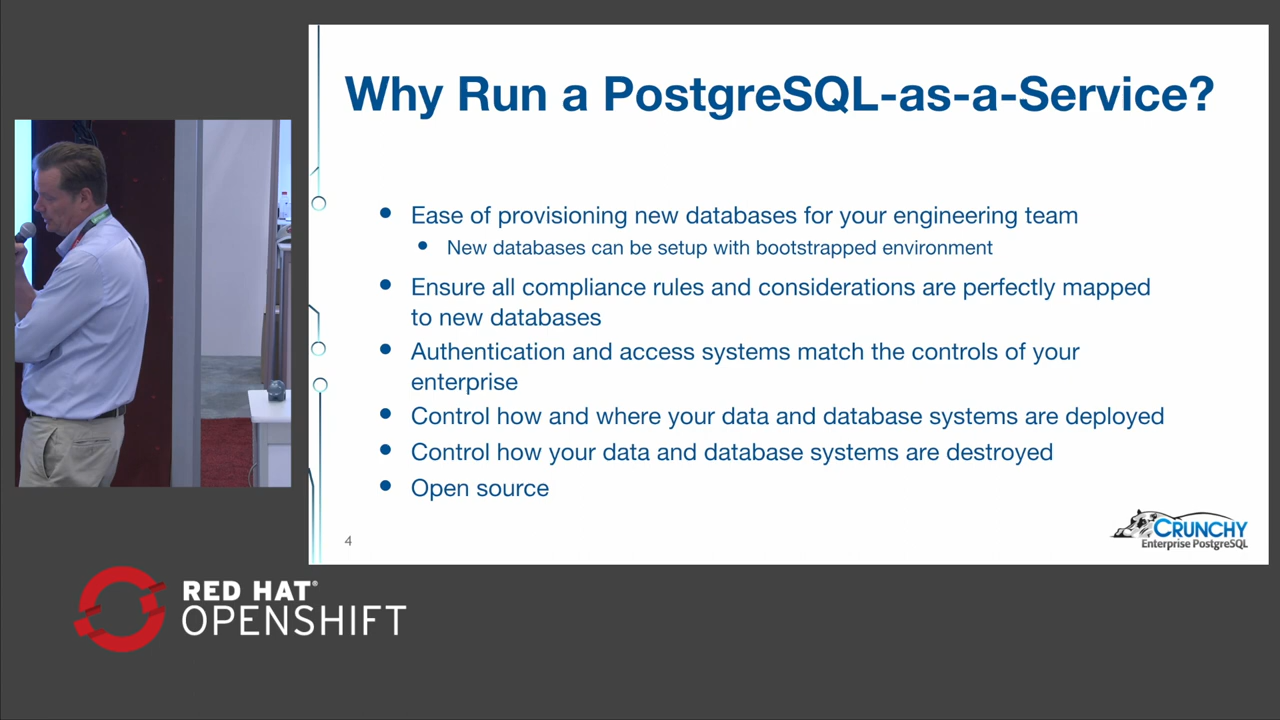 Why Run a PostgreSQL-as-a-Service?
• Ease of provisioning new databases for your engineering team
• New databases can be setup with bootstrapped environment
• Ensure all compliance rules and considerations are perfectly mapped
to new databases
• Authentication and access systems match the controls of your
enterprise
• Control how and where your data and database systems are deployed
• Control how your data and database systems are destroyed
• Open source
4
CRUNCHY
Enterprise PostgreSQL
RED HAT®
OPENSHIFT